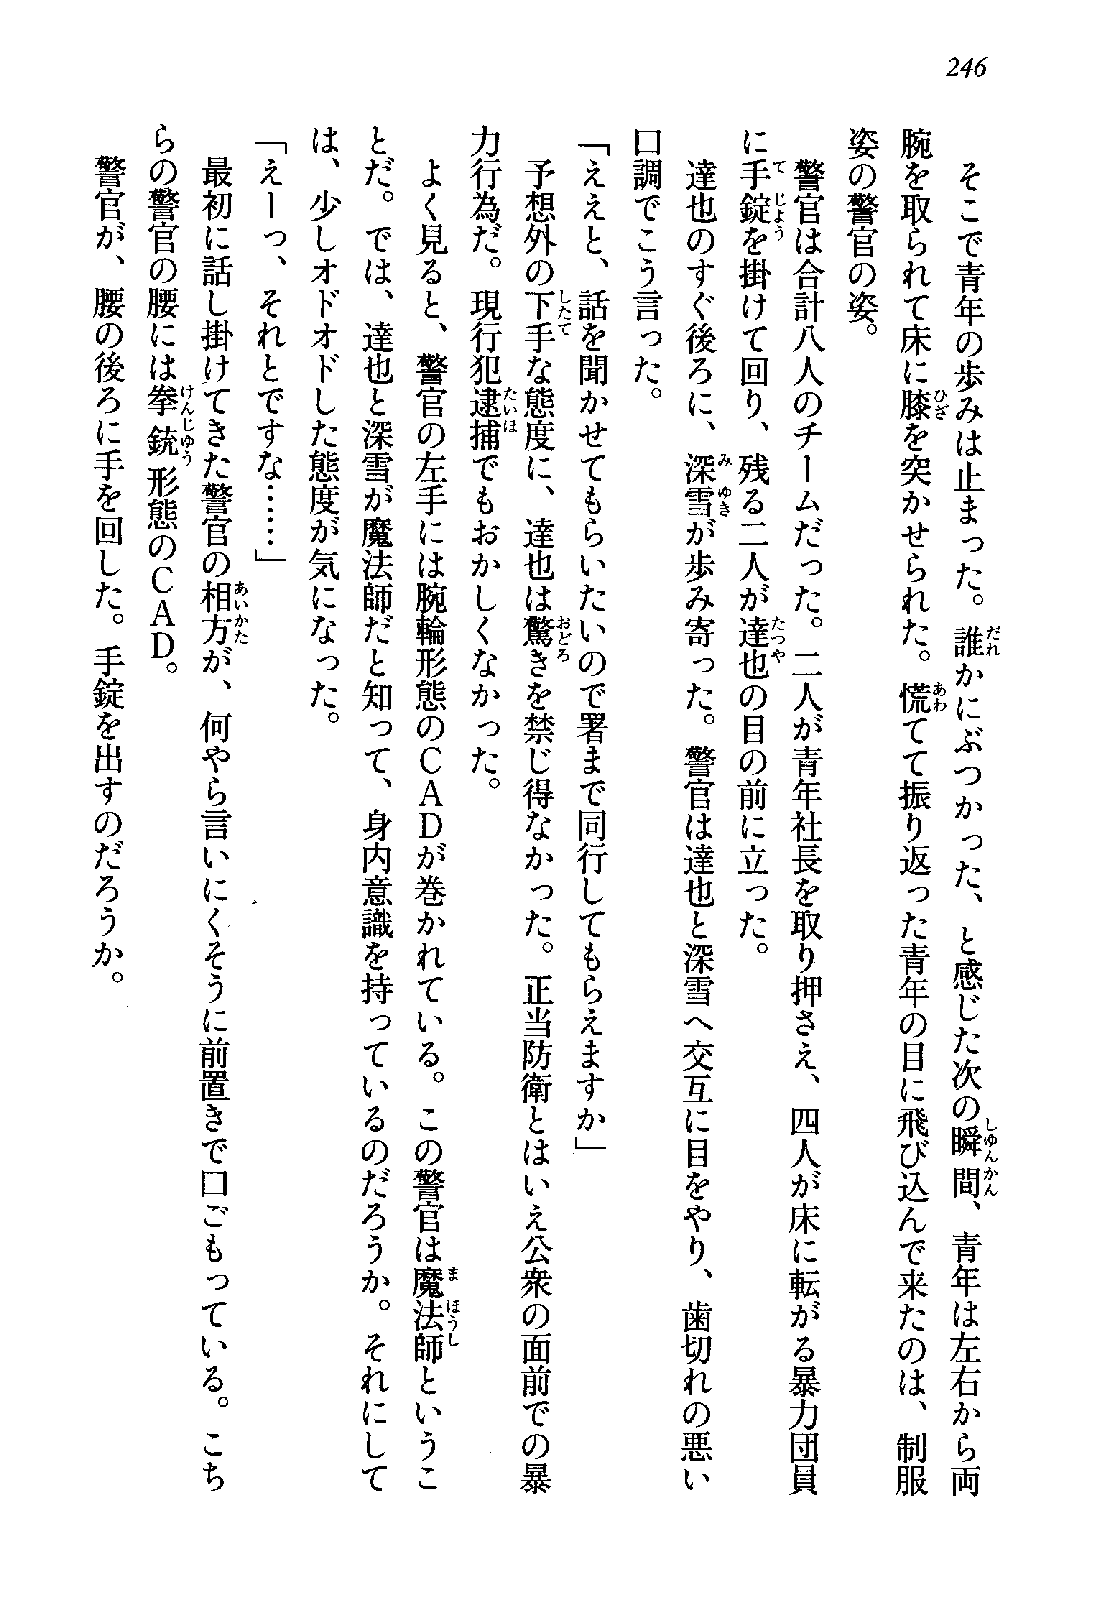 246
　そこで青年の歩みは止まった。誰かにぶつかった、と感じた次の瞬間、青年は左右から両
腕を取られて床に膝を突かせられた。慌てて振り返った青年の目に飛び込んで来たのは、制服
姿の警官の姿。
　警官は合計八人のチームだった。二人が青年社長を取り押さえ、四人が床に転がる暴力団員
に手錠を掛けて回り、残る二人が達也の目の前に立った。
　達也のすぐ後ろに、深雪が歩み寄った。警官は達也と深雪へ交互に目をやり、歯切れの悪い
口調でこう言った。
「ええと、話を聞かせてもらいたいので署まで同行してもらえますか」
　予想外の下手な態度に、達也は驚きを禁じ得なかった。正当防衛とはいえ公衆の面前での暴
力行為だ。現行犯逮捕でもおかしくなかった。
　よく見ると、警官の左手には腕輪形態のＣＡＤが巻かれている。この警官は魔法師というこ
とだ。では、達也と深雪が魔法師だと知って、身内意識を持っているのだろうか。それにして
は、少しオドオドした態度が気になった。
「えーっ、それとですな……」
　最初に話し掛けてきた警官の相方が、何やら言いにくそうに前置きで口ごもっている。こち
らの警官の腰には拳銃形態のＣＡＤ。
　警官が、腰の後ろに手を回した。手錠を出すのだろうか。